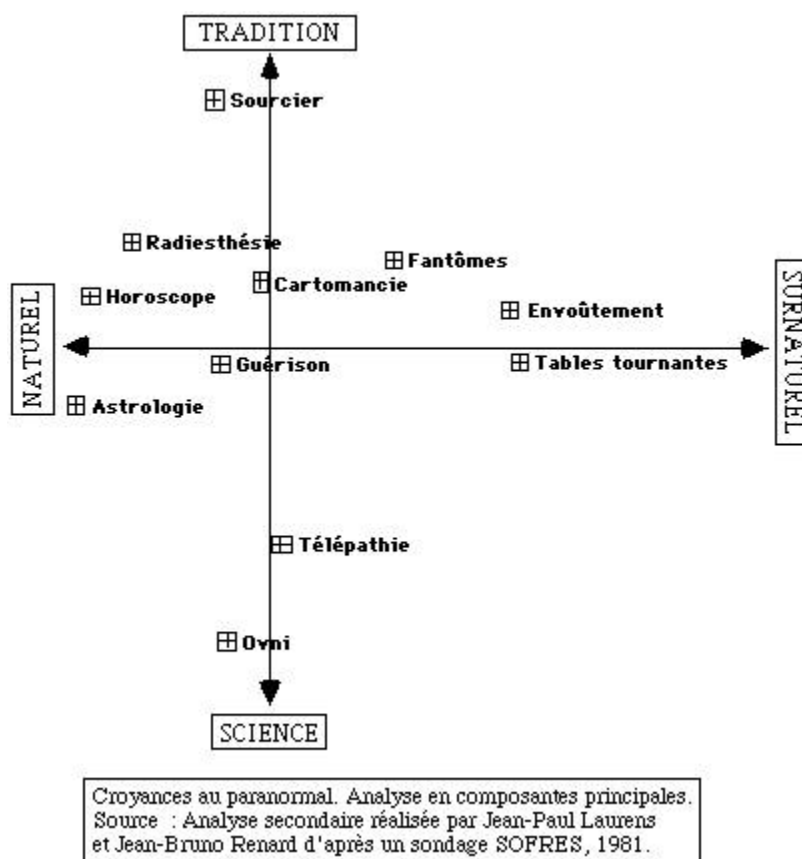 TRADITION
Sourcier
Radiesthésie
Fantômes
Cartomancie
Horoscope
Envoûtement
NATUREL
SURNATUREL
Guérison
Tables tournantes
Astrologie
Télépathie
Ovni
SCIENCE
Croyances au paranormal. Analyse en composantes principales.
Source : Analyse secondaire réalisée par Jean-Paul Laurens
et Jean-Bruno Renard d'après un sondage SOFRES, 1981.